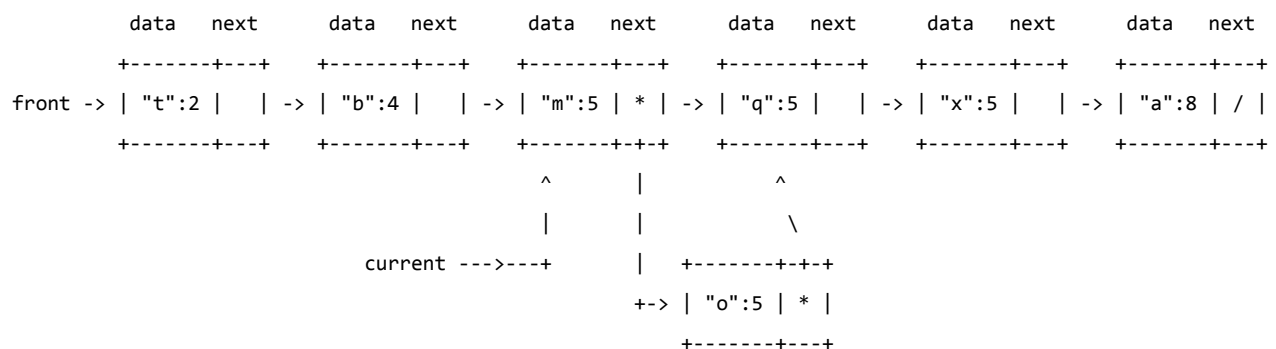 data next data next data next data next data next data next
+-------+---+ +-------+---+ +-------+---+ +-------+---+ +-------+---+ +-------+---+
front -> | "t":2 | | -> | "b":4 | | -> | "m":5 | * | -> | "q":5 | | -> | "x":5 | | -> | "a":8 | / |
+-------+---+ +-------+---+ +-------+-+-+ +-------+---+ +-------+---+ +-------+---+
^ | ^
| | \
current --->---+ | +-------+-+-+
+-> | "o":5 | * |
+-------+---+